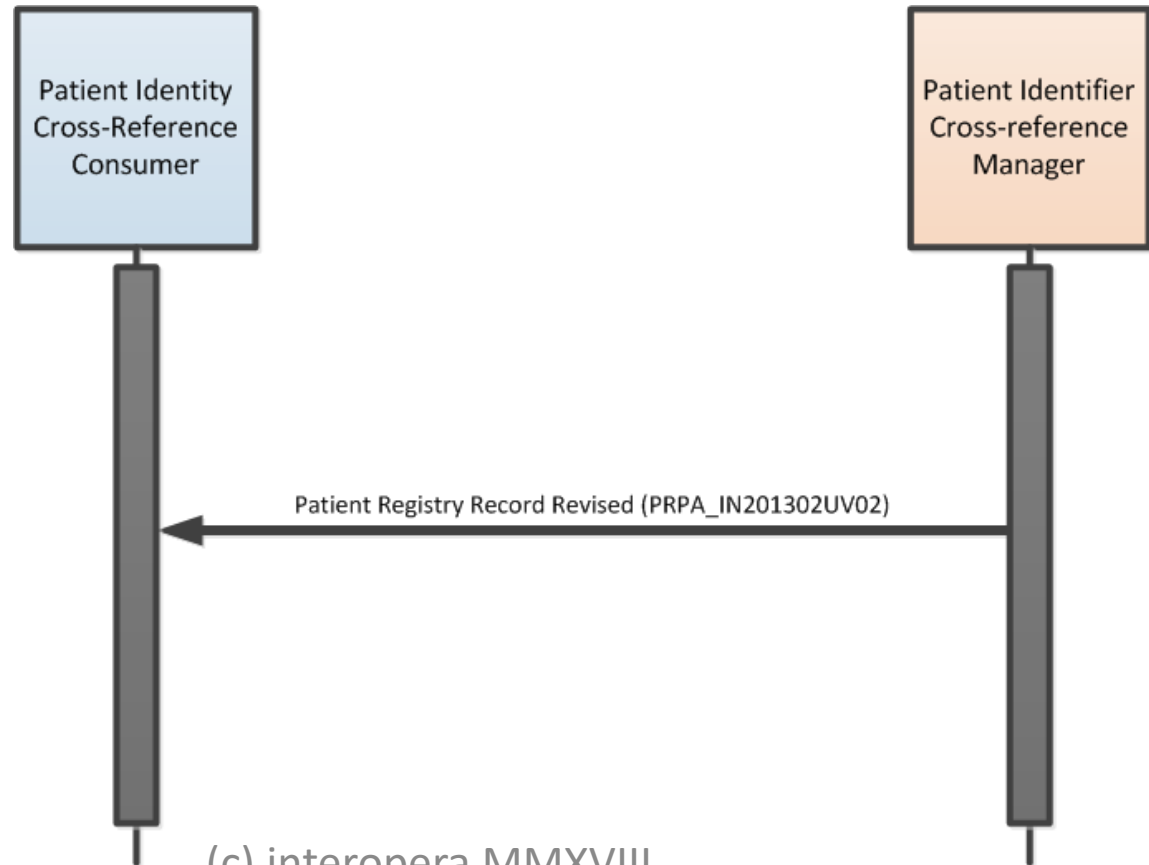 Patient Identity
Cross-Reference
Consumer
Patient Identifier
Cross-reference
Manager
Patient Registry Record Revised (PRPA_IN201302UV02)
(c) interopera MMXVIII